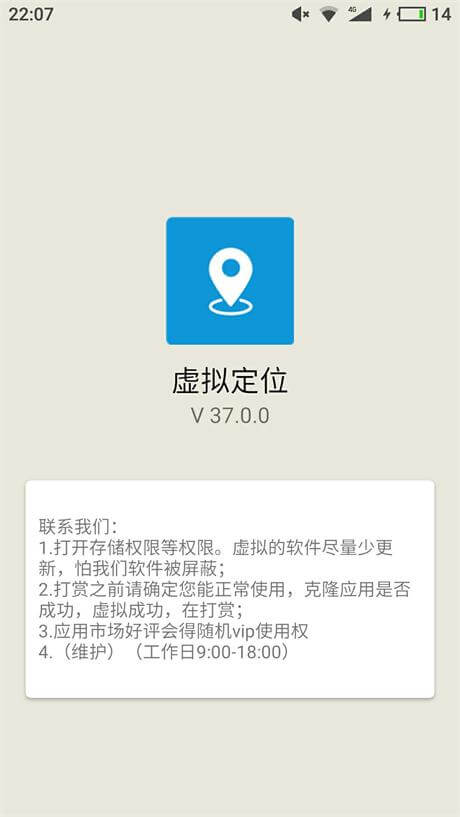 22:07
4G
14
虚拟定位
V 37.0.0
联系我们：
1.打开存储权限等权限。虚拟的软件尽量少更
新，怕我们软件被屏蔽；
2.打赏之前请确定您能正常使用，克隆应用是否
成功，虚拟成功，在打赏；
3.应用市场好评会得随机vip使用权
4.（维护）（工作日9:00-18:00）